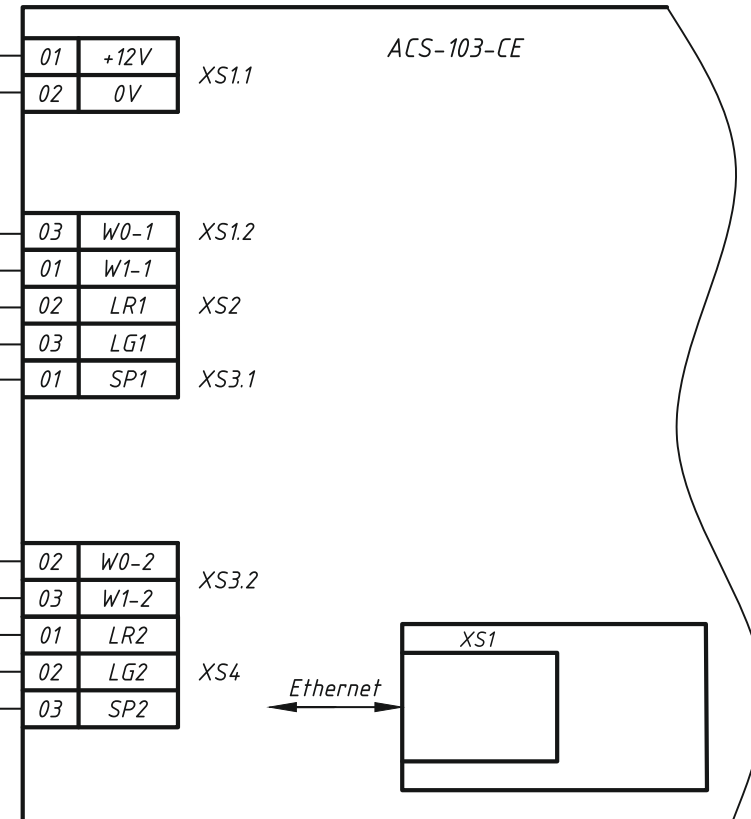 ACS-103-CE
01 +12V
XS1.1
02 0V
03 W0-1 XS1.2
01 W1-1
02 LR1 XS2
03 LG1
01 SP1 XS3.1
02 W0-2
XS3.2
03 W1-2
01 LR2
02 LG2 XS4
03 SP2
XS1
Ethernet